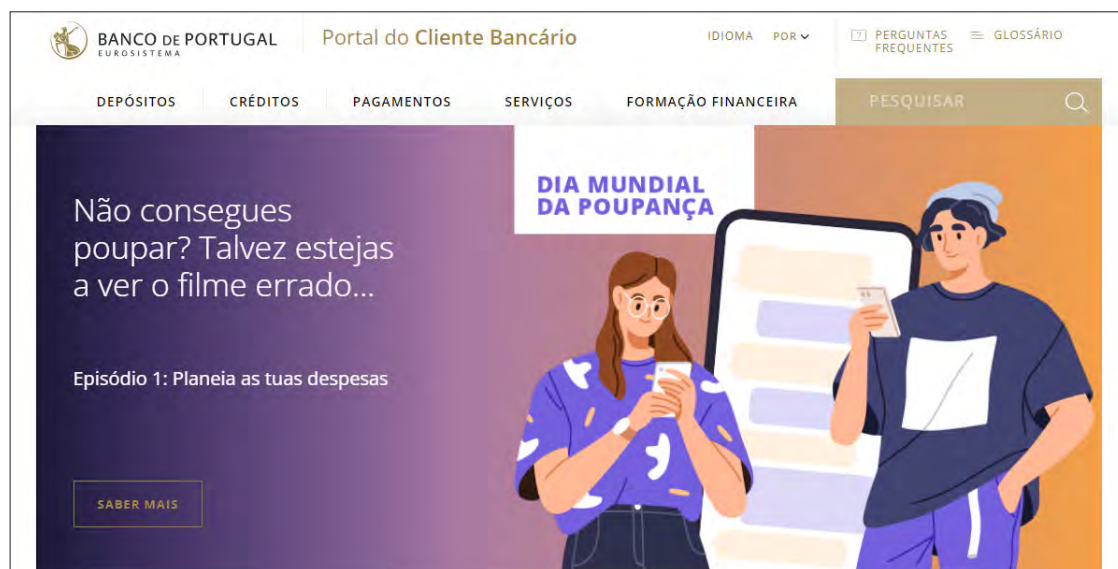 BANCO DE PORTUGAL
EUROSISTEMA
Portal do Cliente Bancário
IDIOMA POR
PERGUNTAS
FREQUENTES
GLOSSÁRIO
DEPÓSITOS CRÉDITOS PAGAMENTOS SERVIÇOS FORMAÇÃO FINANCEIRA PESQUISAR
DIA MUNDIAL
DA POUPANÇA
Não consegues
poupar? Talvez estejas
a ver o filme errado...
Episódio 1: Planeia as tuas despesas
SABER MAIS